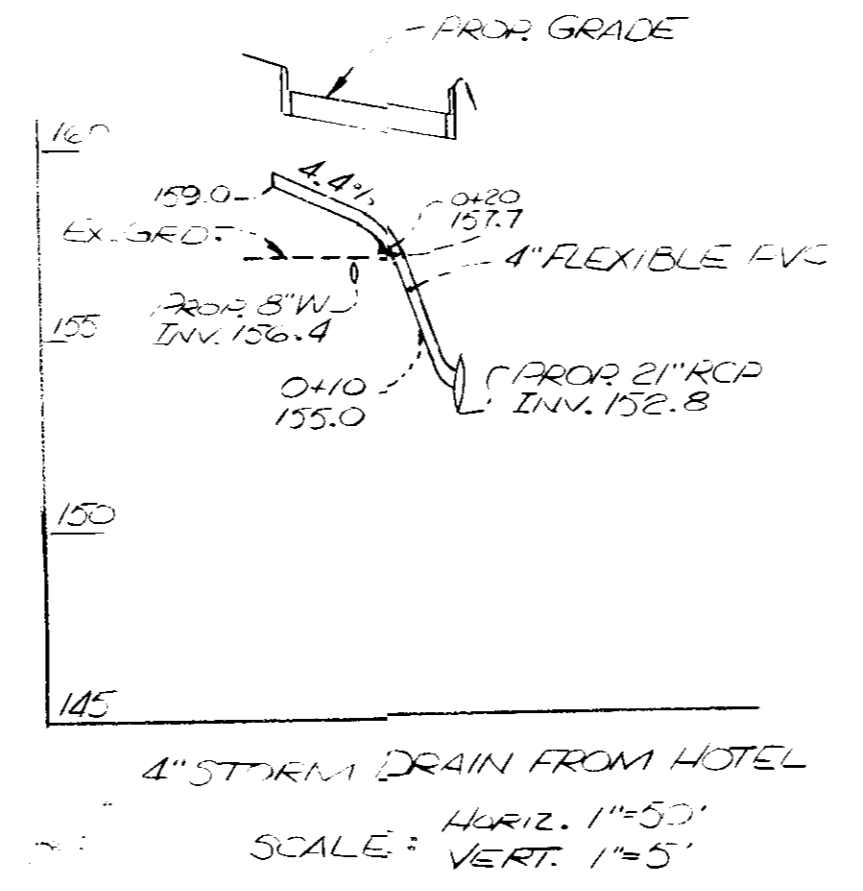 PROP. GRADE
160
4.4%
159.0
0+20
157.7
EX. GRD.
4" FLEXIBLE PVC
PROP. 8" W
INV. 156.4
155
0+10
155.0
PROP. 21" RCP
INV. 152.8
150
145
4" STORM DRAIN FROM HOTEL
SCALE: HORIZ. 1"=50'
VERT. 1"=5'